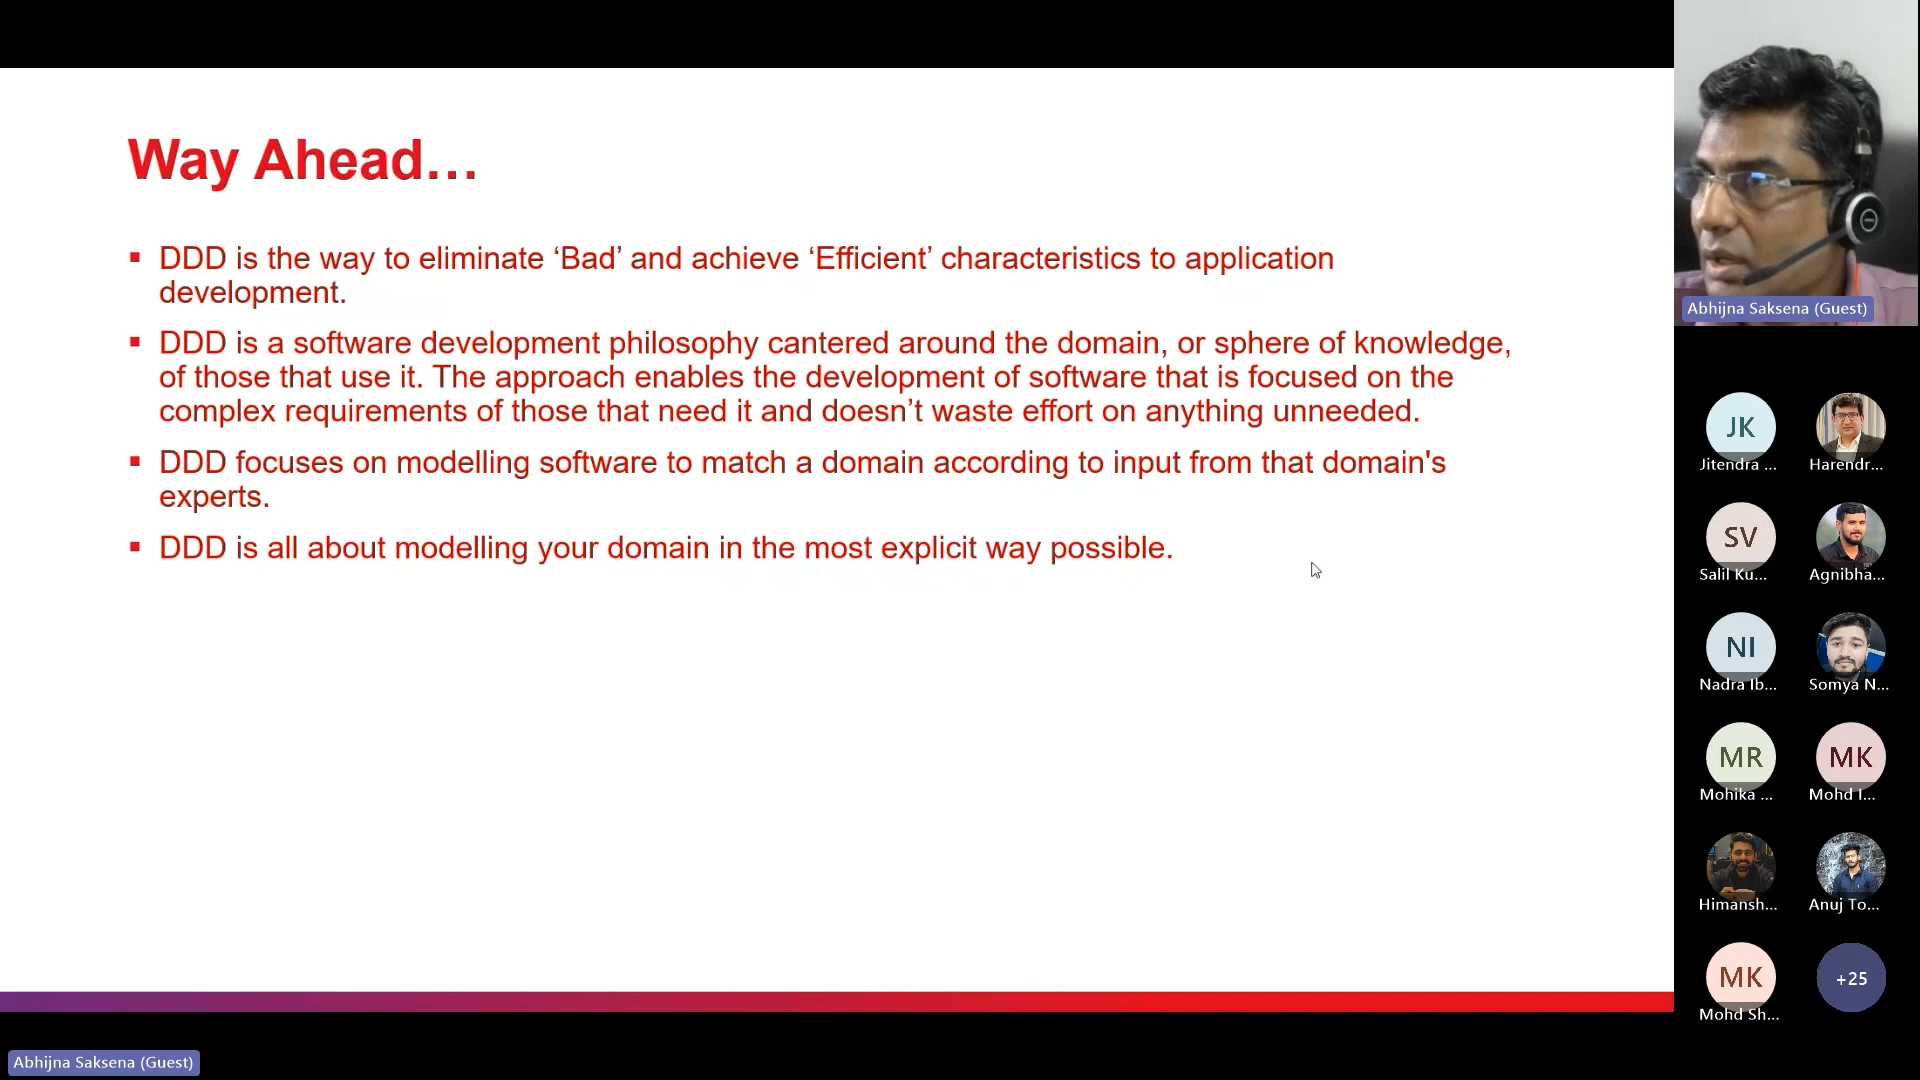 Way Ahead...
▪ DDD is the way to eliminate ‘Bad’ and achieve ‘Efficient’ characteristics to application
development.
▪ DDD is a software development philosophy cantered around the domain, or sphere of knowledge,
of those that use it. The approach enables the development of software that is focused on the
complex requirements of those that need it and doesn’t waste effort on anything unneeded.
▪ DDD focuses on modelling software to match a domain according to input from that domain's
experts.
▪ DDD is all about modelling your domain in the most explicit way possible.
Abhijna Saksena (Guest)
JK
Jitendra ...
Harendr...
SV
Salil Ku...
Agnibha...
NI
Nadra Ib...
Somya N...
MR
Mohika ...
MK
Mohd I...
Himansh...
Anuj To...
MK
Mohd Sh...
+25
Abhijna Saksena (Guest)